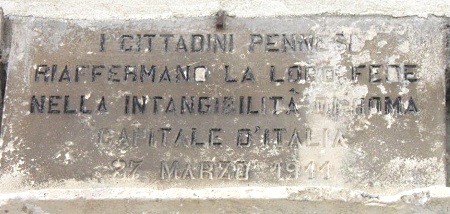 I CITTADINI PENNESI
RIAFFERMANO LA LORO FEDE
NELLA INTANGIBILITÀ DI ROMA
CAPITALE D'ITALIA
27 MARZO 1911